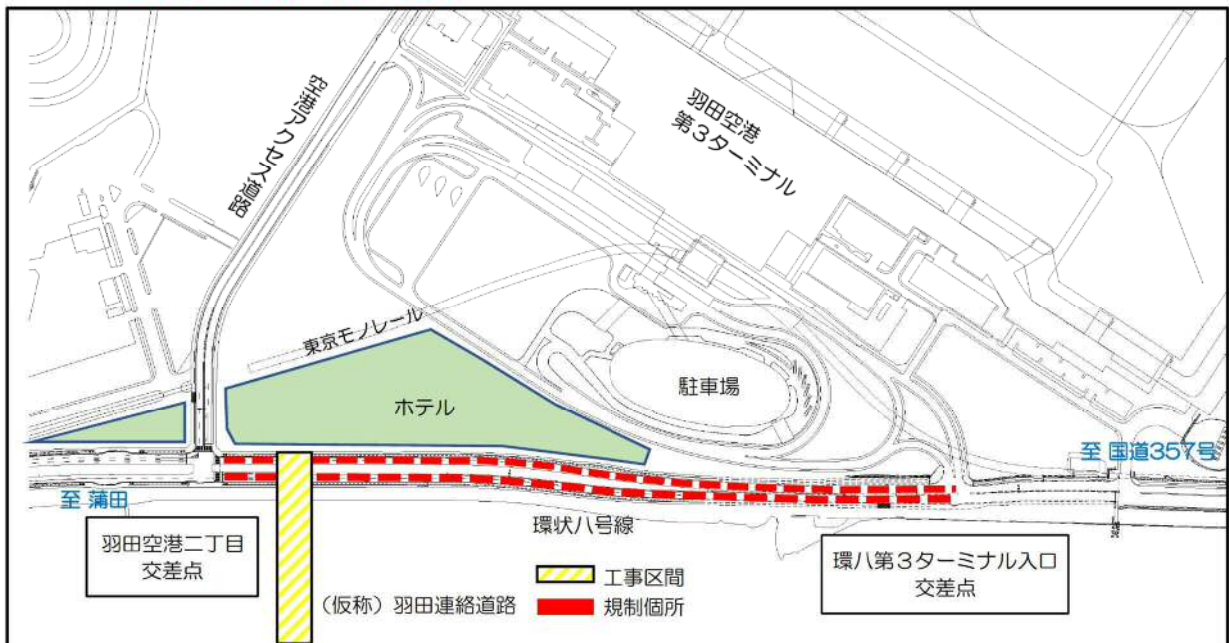 空港アクセス道路
羽田空港
第３ターミナル
東京モノレール
ホテル
駐車場
至 国道357号
至 蒲田
環状八号線
羽田空港二丁目
交差点
環八第３ターミナル入口
交差点
工事区間
（仮称）羽田連絡道路
規制個所